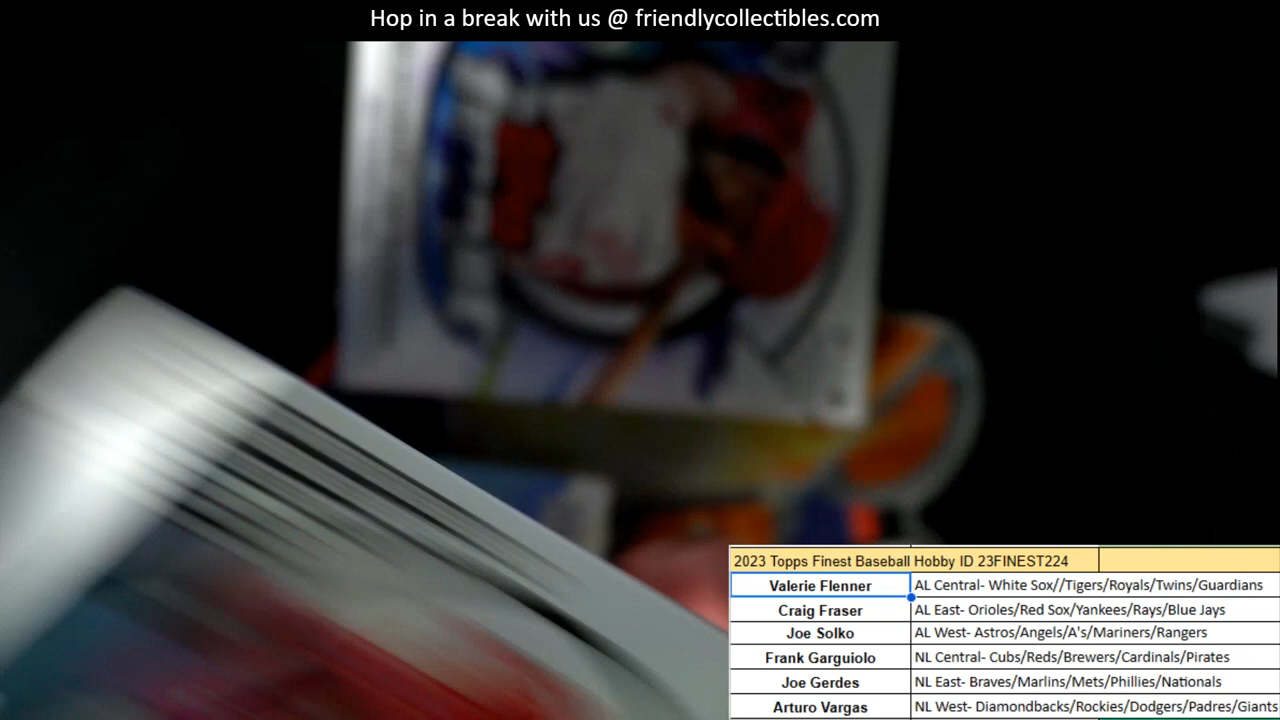 Hop in a break with us @ friendlycollectibles.com
2023 Topps Finest Baseball Hobby ID 23FINEST224
Valerie Flenner AL Central- White Sox//Tigers/Royals/Twins/Guardians
Craig Fraser AL East- Orioles/Red Sox/Yankees/Rays/Blue Jays
Joe Solko AL West- Astros/Angels/A's/Mariners/Rangers
Frank Garguiolo NL Central- Cubs/Reds/Brewers/Cardinals/Pirates
Joe Gerdes NL East- Braves/Marlins/Mets/Phillies/Nationals
Arturo Vargas NL West- Diamondbacks/Rockies/Dodgers/Padres/Giants